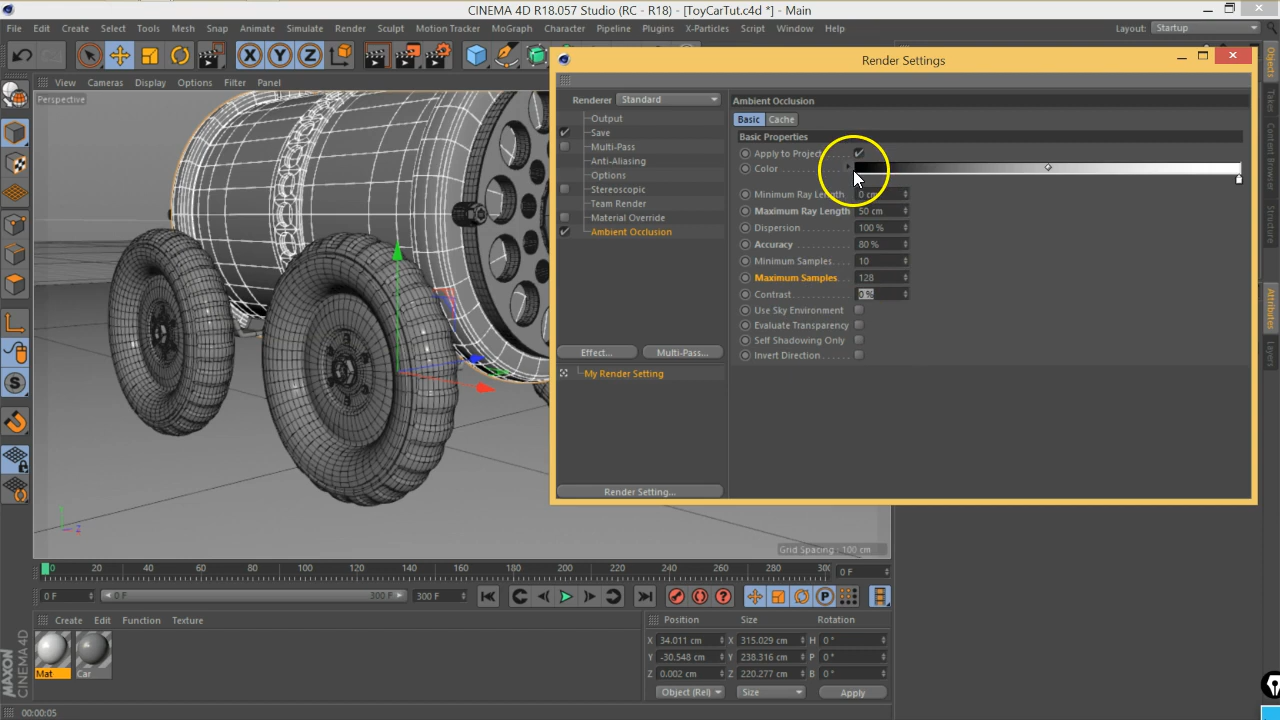 CINEMA 4D R18.057 Studio (RC - R18) - [ToyCarTut.c4d *] - Main
File Edit Create Select Tools Mesh Snap Animate Simulate Render Sculpt Motion Tracker MoGraph Character Pipeline Plugins X-Particles Script Window Help Layout: Startup
X Y Z
View Cameras Display Options Filter Panel
Perspective
Render Settings
Renderer Standard
Output
Save
Multi-Pass
Anti-Aliasing
Options
Stereoscopic
Team Render
Material Override
Ambient Occlusion
Effect... Multi-Pass...
My Render Setting
Render Setting...
Ambient Occlusion
Basic Cache
Basic Properties
Apply to Project
Color
Minimum Ray Length 0 cm
Maximum Ray Length 50 cm
Dispersion 100 %
Accuracy 80 %
Minimum Samples 10
Maximum Samples 128
Contrast 0 %
Use Sky Environment
Evaluate Transparency
Self Shadowing Only
Invert Direction
Objects
Takes
Content Browser
Structure
Attributes
Layers
Y
Z
Grid Spacing : 100 cm
0 20 40 60 80 100 120 140 160 180 200 220 240 260 280 300 0 F
0 F 0 F 300 F 300 F
Create Edit Function Texture
Mat Car
Position Size Rotation
X 34.011 cm X 315.029 cm H 0 °
Y -30.548 cm Y 238.316 cm P 0 °
Z 0.002 cm Z 220.277 cm B 0 °
Object (Rel) Size Apply
MAXON
CINEMA 4D
00:00:05